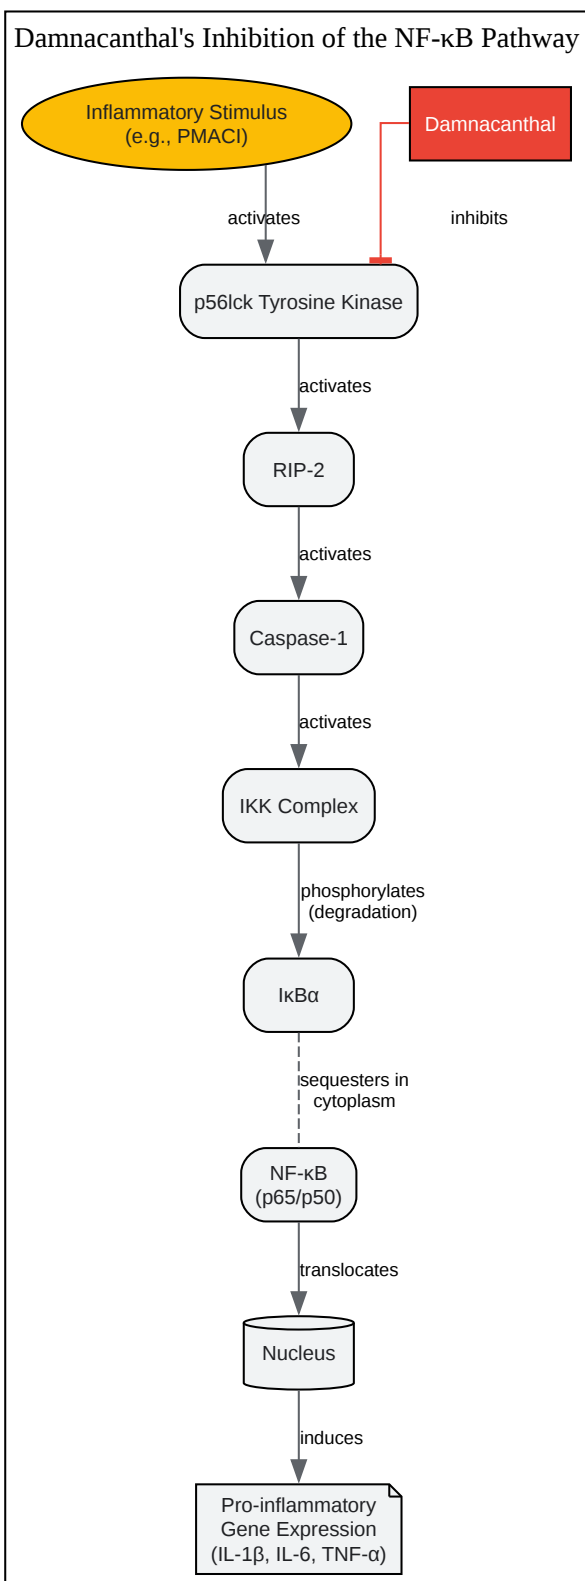 Damnacanthal's Inhibition of the NF-κB Pathway
Inflammatory Stimulus
(e.g., PMACI)
Damnacanthal
activates
inhibits
p56lck Tyrosine Kinase
activates
RIP-2
activates
Caspase-1
activates
IKK Complex
phosphorylates
(degradation)
IκBα
sequesters in
cytoplasm
NF-κB
(p65/p50)
translocates
Nucleus
induces
Pro-inflammatory
Gene Expression
(IL-1β, IL-6, TNF-α)